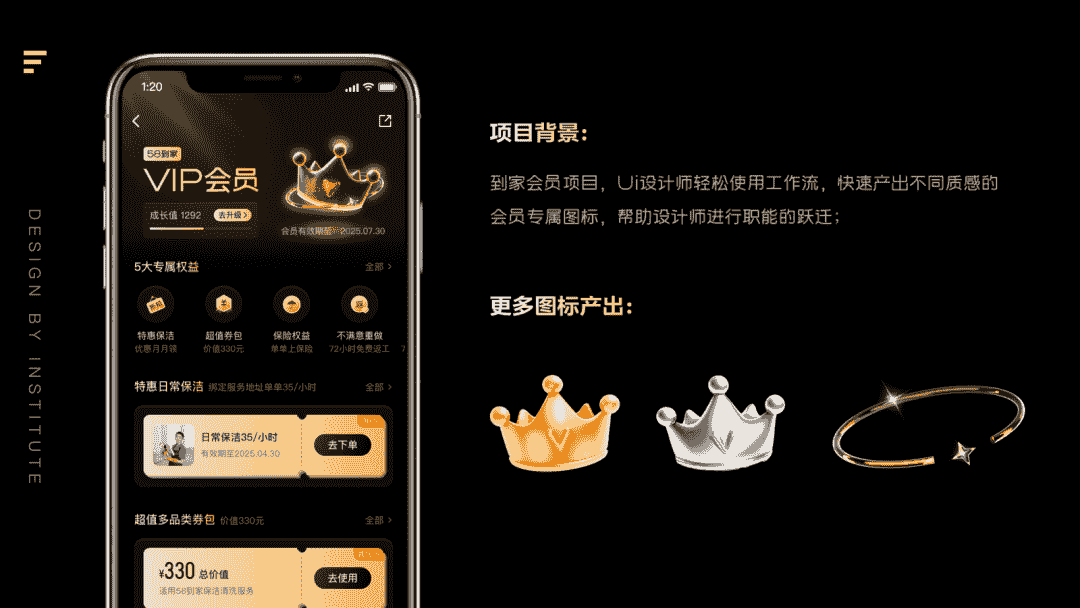 DESIGN BY INSTITUTE
1:20
58到家
VIP会员
成长值 1292 去升级
会员有效期至 2025.07.30
5大专属权益 全部
特惠保洁 超值券包 保险权益 不满意重做
优惠月月领 价值330元 单单上保险 72小时免费返工
特惠日常保洁 绑定服务地址单单35/小时 全部
日常保洁35/小时
有效期至2025.04.30
去下单
超值多品类券包 价值330元 全部
¥330 总价值
适用58到家保洁清洗服务
去使用
项目背景：
到家会员项目，Ui设计师轻松使用工作流，快速产出不同质感的
会员专属图标，帮助设计师进行职能的跃迁；
更多图标产出：